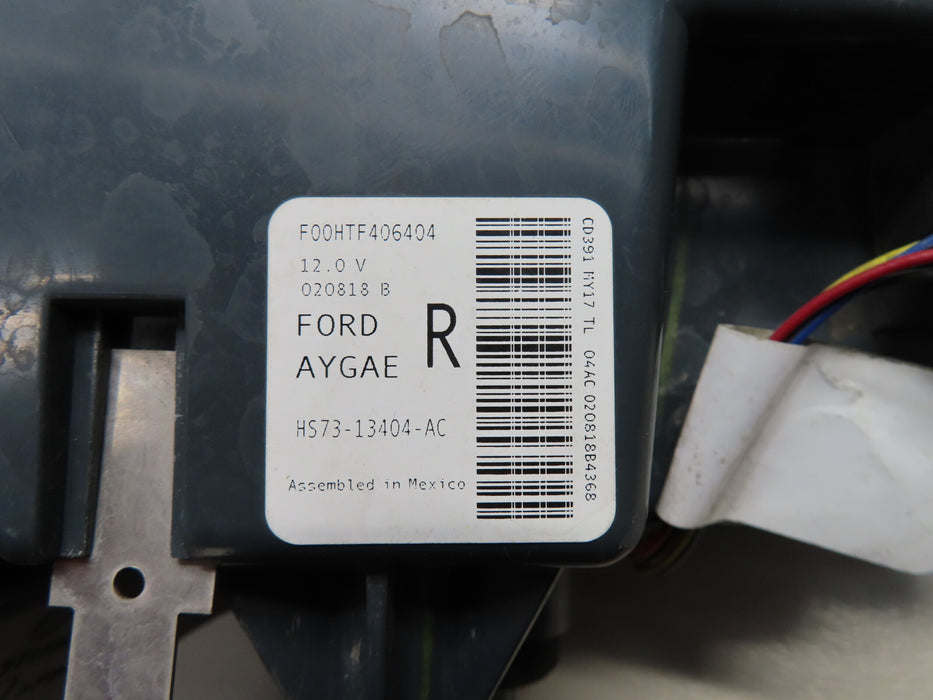 F00HTF406404
12.0 V
020818 B
FORD
AYGAE
R
HS73-13404-AC
Assembled in Mexico
CD391 MY17 TL 04AC 020818B4368